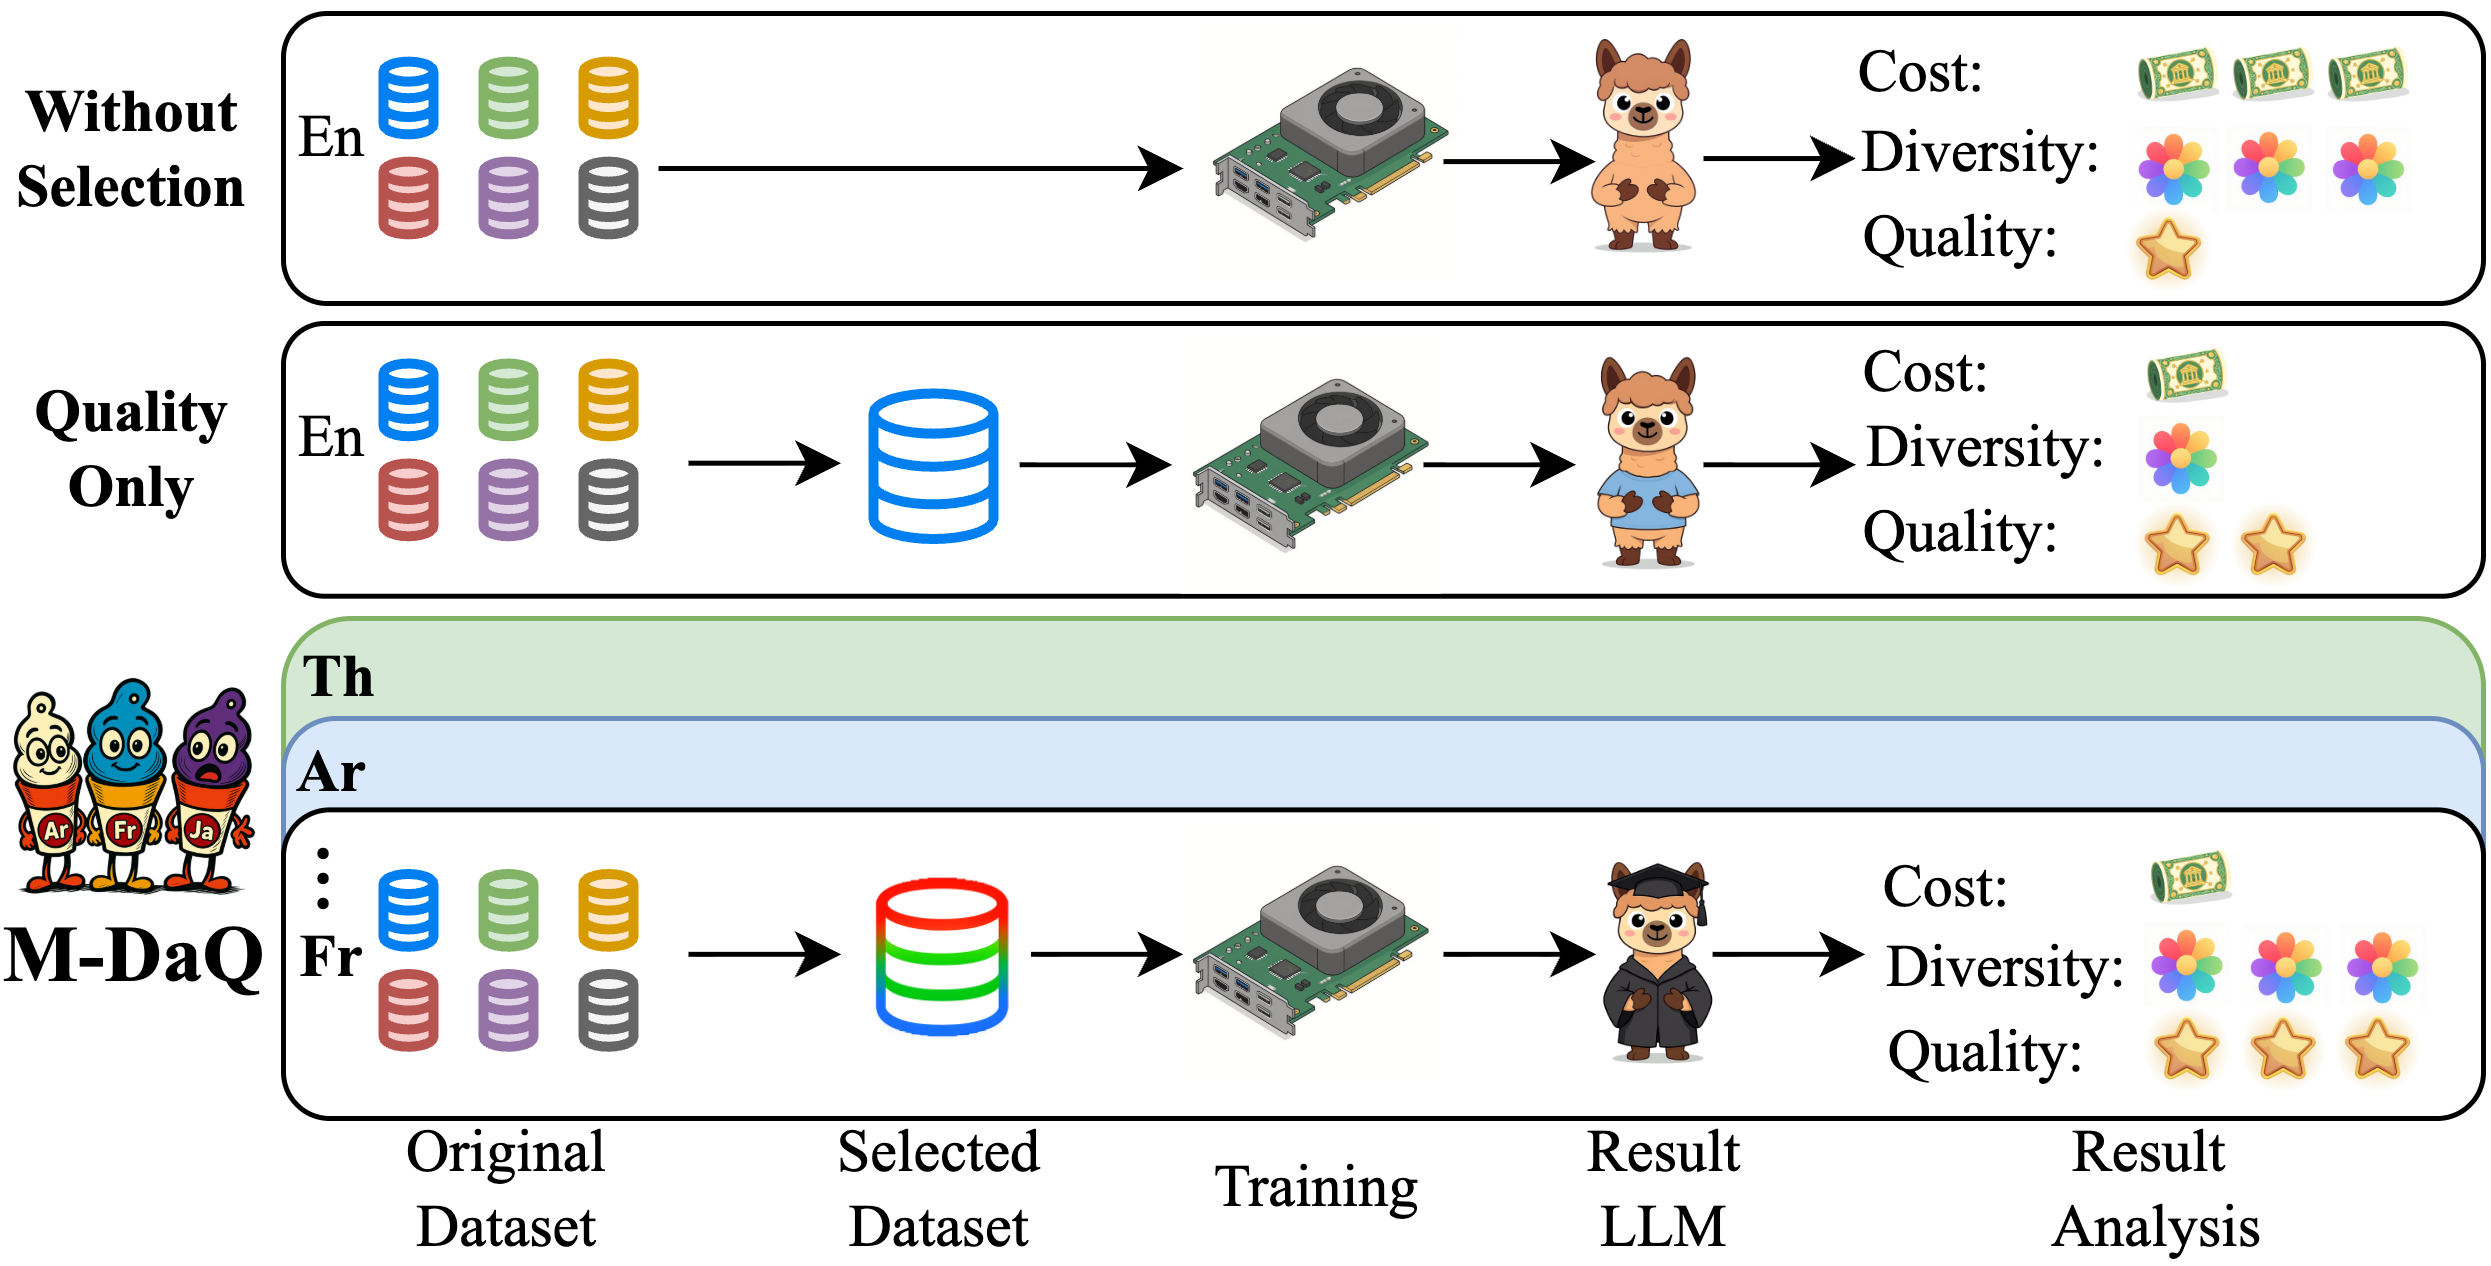 Without
Selection
En
Cost:
Diversity:
Quality:
Quality
Only
En
Cost:
Diversity:
Quality:
Th
Ar
Ar
Fr
Ja
M-DaQ
Fr
Cost:
Diversity:
Quality:
Original
Dataset
Selected
Dataset
Training
Result
LLM
Result
Analysis